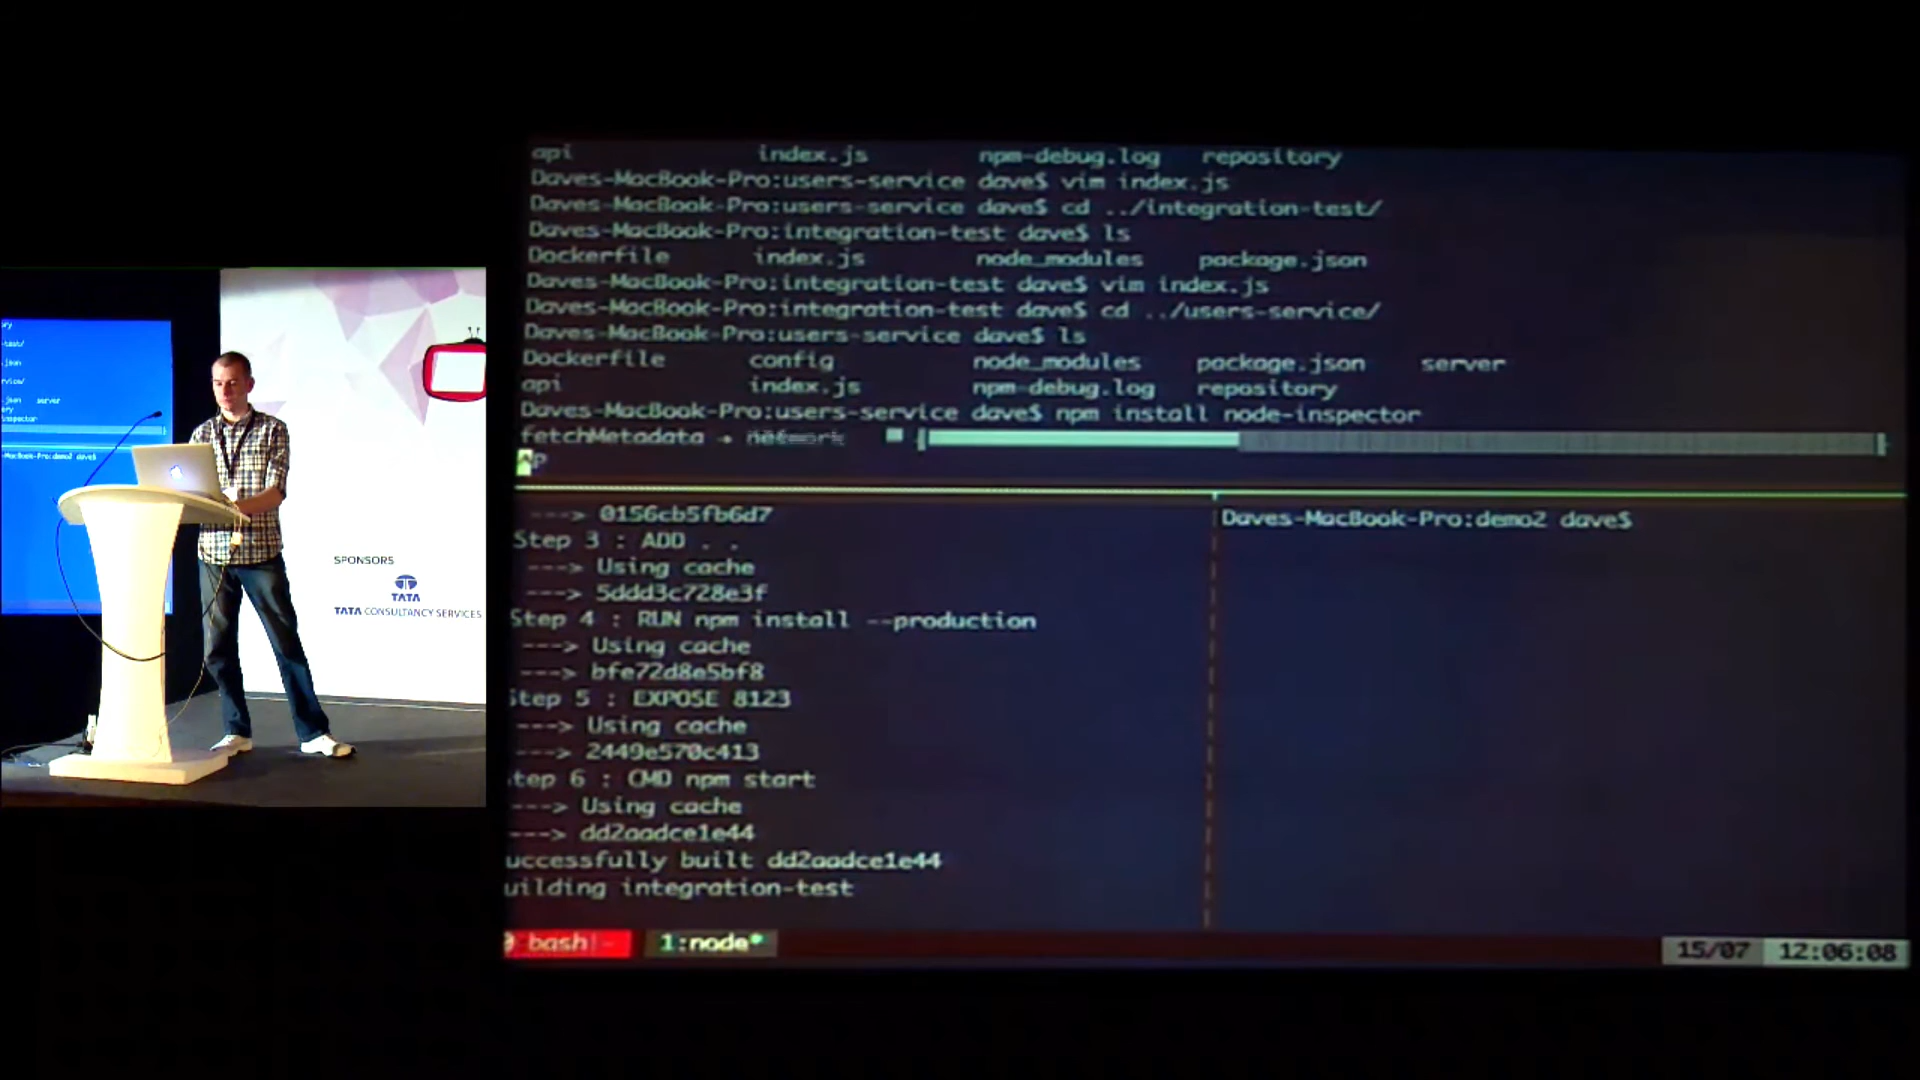 api index.js npm-debug.log repository
Daves-MacBook-Pro:users-service dave$ vim index.js
Daves-MacBook-Pro:users-service dave$ cd ../integration-test/
Daves-MacBook-Pro:integration-test dave$ ls
Dockerfile index.js node_modules package.json
Daves-MacBook-Pro:integration-test dave$ vim index.js
Daves-MacBook-Pro:integration-test dave$ cd ../users-service/
Daves-MacBook-Pro:users-service dave$ ls
Dockerfile config node_modules package.json server
api index.js npm-debug.log repository
Daves-MacBook-Pro:users-service dave$ npm install node-inspector
fetchMetadata → network
^P
---> 0156cb5fb6d7
Step 3 : ADD . .
---> Using cache
---> 5ddd3c728e3f
Step 4 : RUN npm install --production
---> Using cache
---> bfe72d8e5bf8
Step 5 : EXPOSE 8123
---> Using cache
---> 2449e570c413
tep 6 : CMD npm start
---> Using cache
---> dd2aadce1e44
uccessfully built dd2aadce1e44
uilding integration-test
Daves-MacBook-Pro:demo2 dave$
bash 1:node* 15/07 12:06:08
SPONSORS
TATA
TATA CONSULTANCY SERVICES